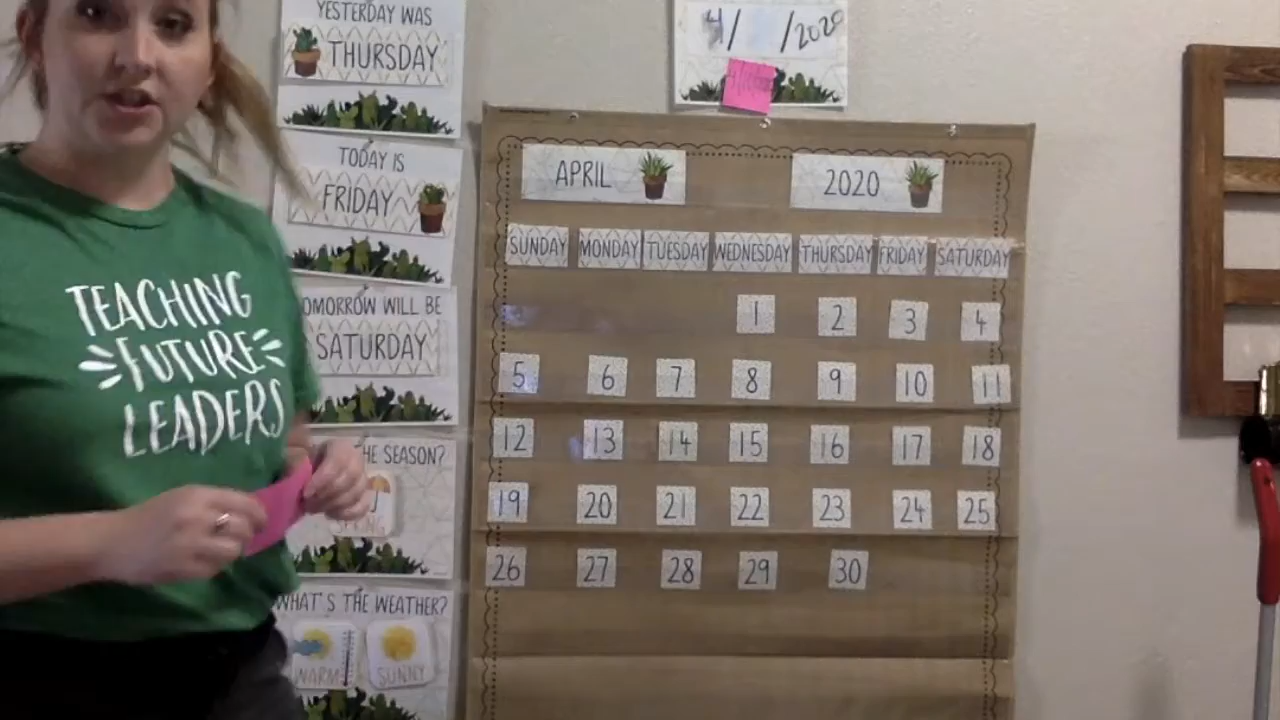 YESTERDAY WAS
THURSDAY
TODAY IS
FRIDAY
TOMORROW WILL BE
SATURDAY
THE SEASON?
WHAT'S THE WEATHER?
WARM
SUNNY
TEACHING
FUTURE
LEADERS
4/ /2020
APRIL
2020
SUNDAY MONDAY TUESDAY WEDNESDAY THURSDAY FRIDAY SATURDAY
1 2 3 4
5 6 7 8 9 10 11
12 13 14 15 16 17 18
19 20 21 22 23 24 25
26 27 28 29 30